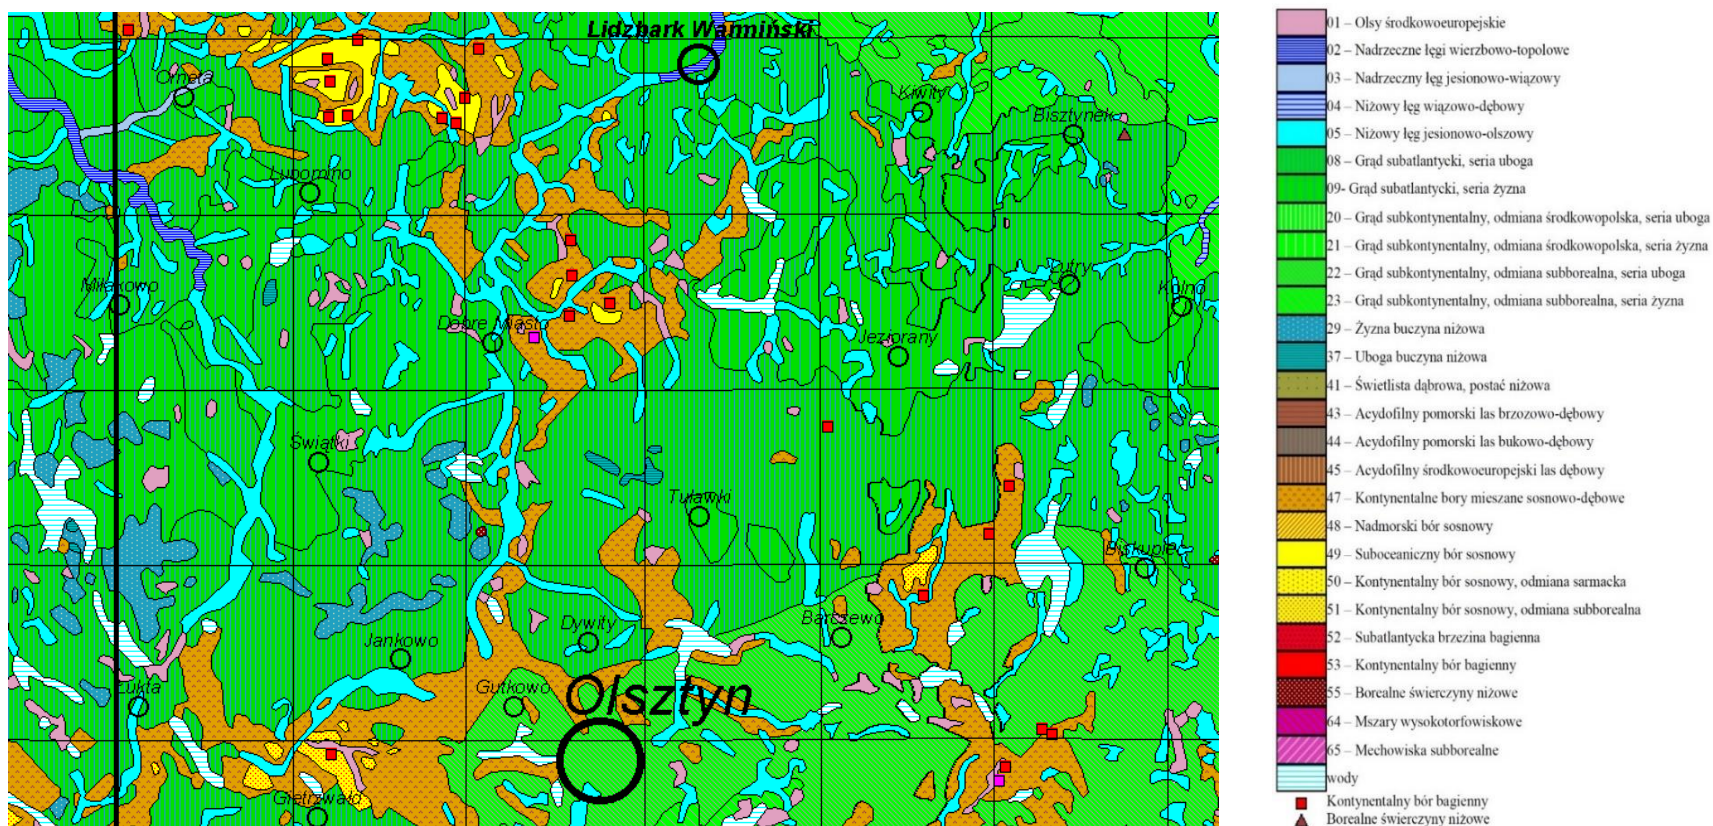 Lidzbark Warmiński
Orneta
Kiwity
Bisztynek
Lubomino
Lutry
Kolno
Miłakowo
Dobre Miasto
Jeziorany
Świątki
Tuławki
Biskupiec
Barczewo
Dywity
Jankowo
Łukta
Gutkowo
Olsztyn
Gietrzwałd
01 – Olsy środkowoeuropejskie
02 – Nadrzeczne łęgi wierzbowo-topolowe
03 – Nadrzeczny łęg jesionowo-wiązowy
04 – Niżowy łęg wiązowo-dębowy
05 – Niżowy łęg jesionowo-olszowy
08 – Grąd subatlantycki, seria uboga
09- Grąd subatlantycki, seria żyzna
20 – Grąd subkontynentalny, odmiana środkowopolska, seria uboga
21 – Grąd subkontynentalny, odmiana środkowopolska, seria żyzna
22 – Grąd subkontynentalny, odmiana subborealna, seria uboga
23 – Grąd subkontynentalny, odmiana subborealna, seria żyzna
29 – Żyzna buczyna niżowa
37 – Uboga buczyna niżowa
41 – Świetlista dąbrowa, postać niżowa
43 – Acydofilny pomorski las brzozowo-dębowy
44 – Acydofilny pomorski las bukowo-dębowy
45 – Acydofilny środkowoeuropejski las dębowy
47 – Kontynentalne bory mieszane sosnowo-dębowe
48 – Nadmorski bór sosnowy
49 – Suboceaniczny bór sosnowy
50 – Kontynentalny bór sosnowy, odmiana sarmacka
51 – Kontynentalny bór sosnowy, odmiana subborealna
52 – Subatlantycka brzezina bagienna
53 – Kontynentalny bór bagienny
55 – Borealne świerczyny niżowe
64 – Mszary wysokotorfowiskowe
65 – Mechowiska subborealne
wody
Kontynentalny bór bagienny
Borealne świerczyny niżowe